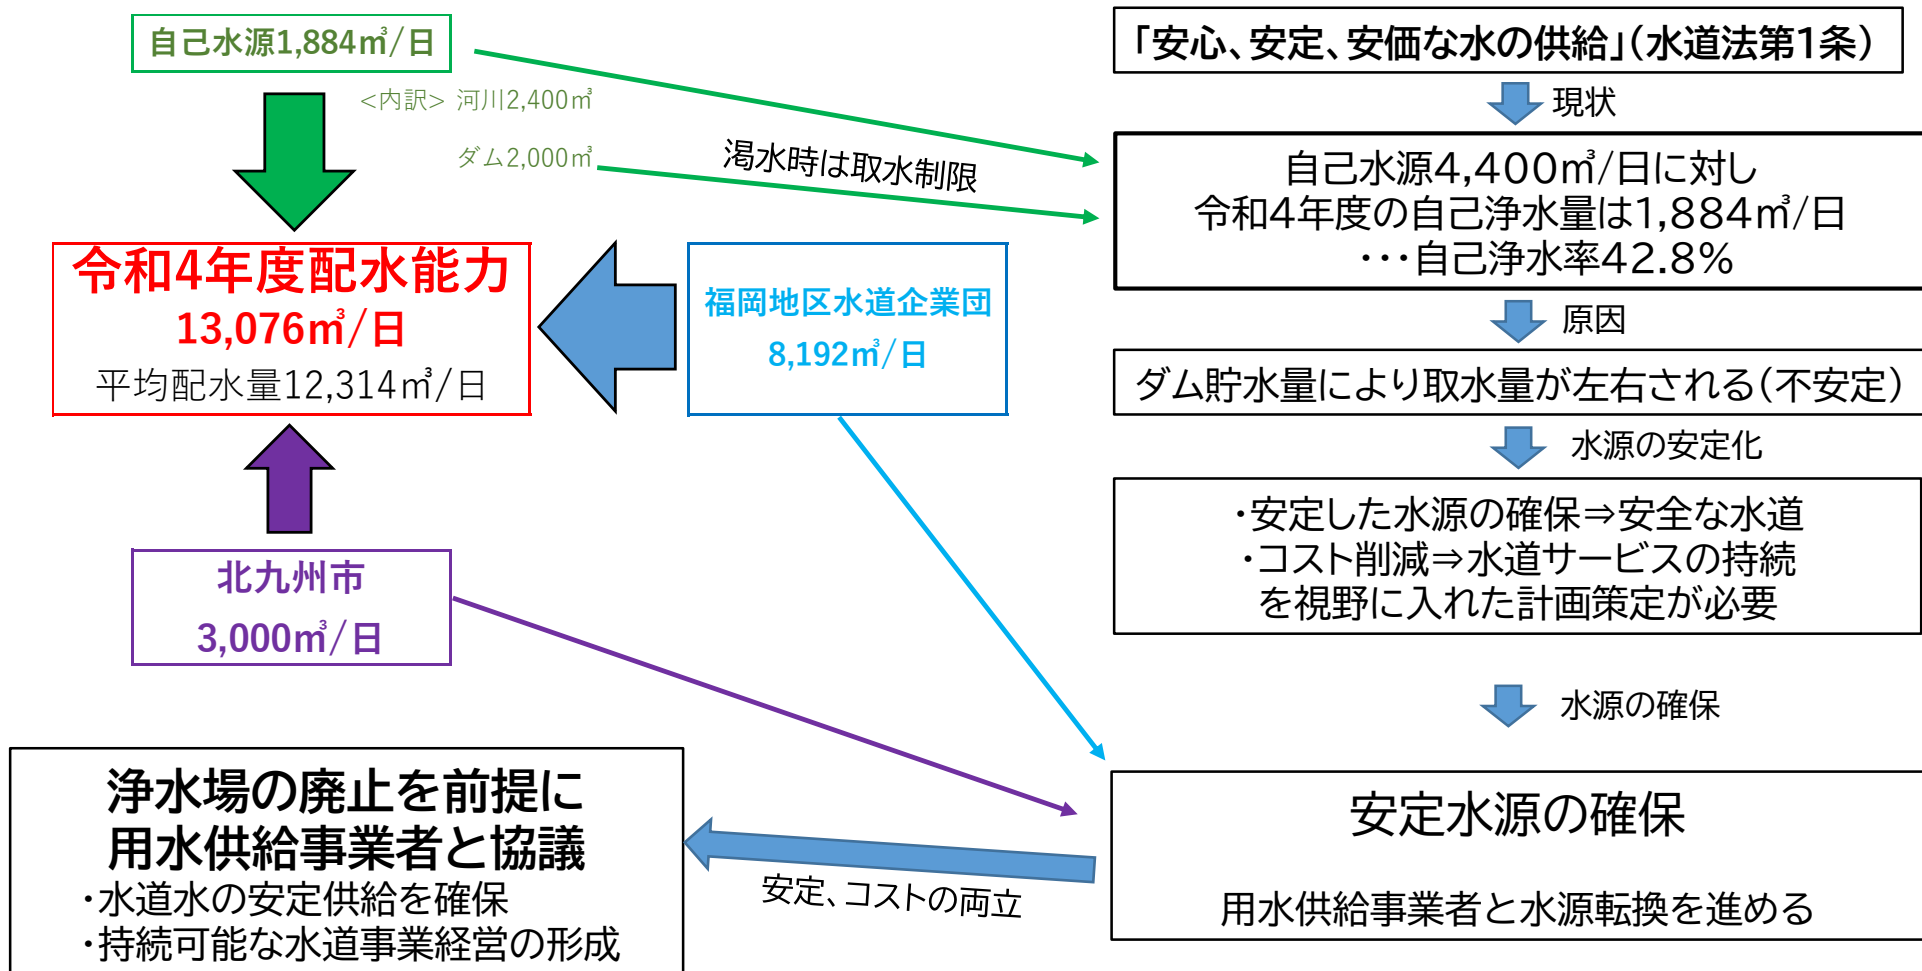 自己水源1,884㎥/日
<内訳> 河川2,400㎥
ダム2,000㎥
渇水時は取水制限
令和4年度配水能力
13,076㎥/日
平均配水量12,314㎥/日
福岡地区水道企業団
8,192㎥/日
北九州市
3,000㎥/日
「安心、安定、安価な水の供給」(水道法第1条)
現状
自己水源4,400㎥/日に対し
令和4年度の自己浄水量は1,884㎥/日
・・・自己浄水率42.8%
原因
ダム貯水量により取水量が左右される(不安定)
水源の安定化
・安定した水源の確保⇒安全な水道
・コスト削減⇒水道サービスの持続
を視野に入れた計画策定が必要
水源の確保
安定水源の確保
用水供給事業者と水源転換を進める
安定、コストの両立
浄水場の廃止を前提に
用水供給事業者と協議
・水道水の安定供給を確保
・持続可能な水道事業経営の形成